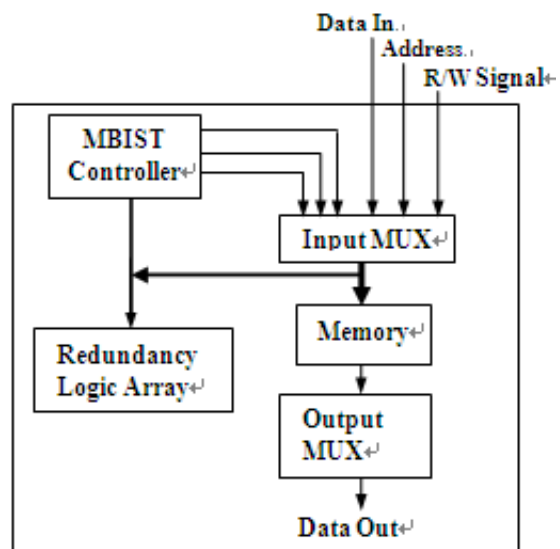 Data In
Address
R/W Signal
MBIST
Controller
Input MUX
Memory
Redundancy
Logic Array
Output
MUX
Data Out